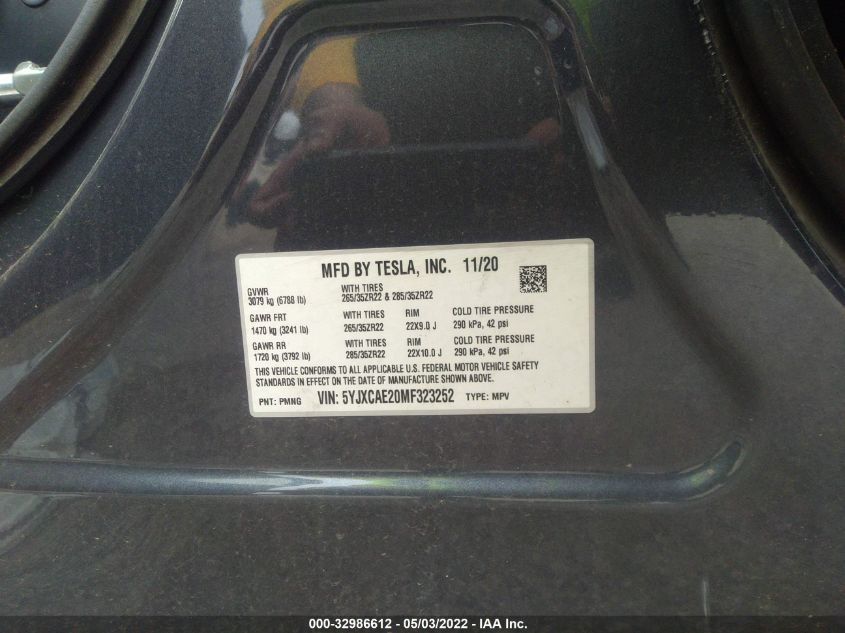 MFD BY TESLA, INC. 11/20
GVWR WITH TIRES
3079 kg (6788 lb) 265/35ZR22 & 285/35ZR22
GAWR FRT WITH TIRES RIM COLD TIRE PRESSURE
1470 kg (3241 lb) 265/35ZR22 22X9.0 J 290 kPa, 42 psi
GAWR RR WITH TIRES RIM COLD TIRE PRESSURE
1720 kg (3792 lb) 285/35ZR22 22X10.0 J 290 kPa, 42 psi
THIS VEHICLE CONFORMS TO ALL APPLICABLE U.S. FEDERAL MOTOR VEHICLE SAFETY
STANDARDS IN EFFECT ON THE DATE OF MANUFACTURE SHOWN ABOVE.
PNT: PMNG VIN: 5YJXCAE20MF323252 TYPE: MPV
000-32986612 - 05/03/2022 - 11 CA - NA